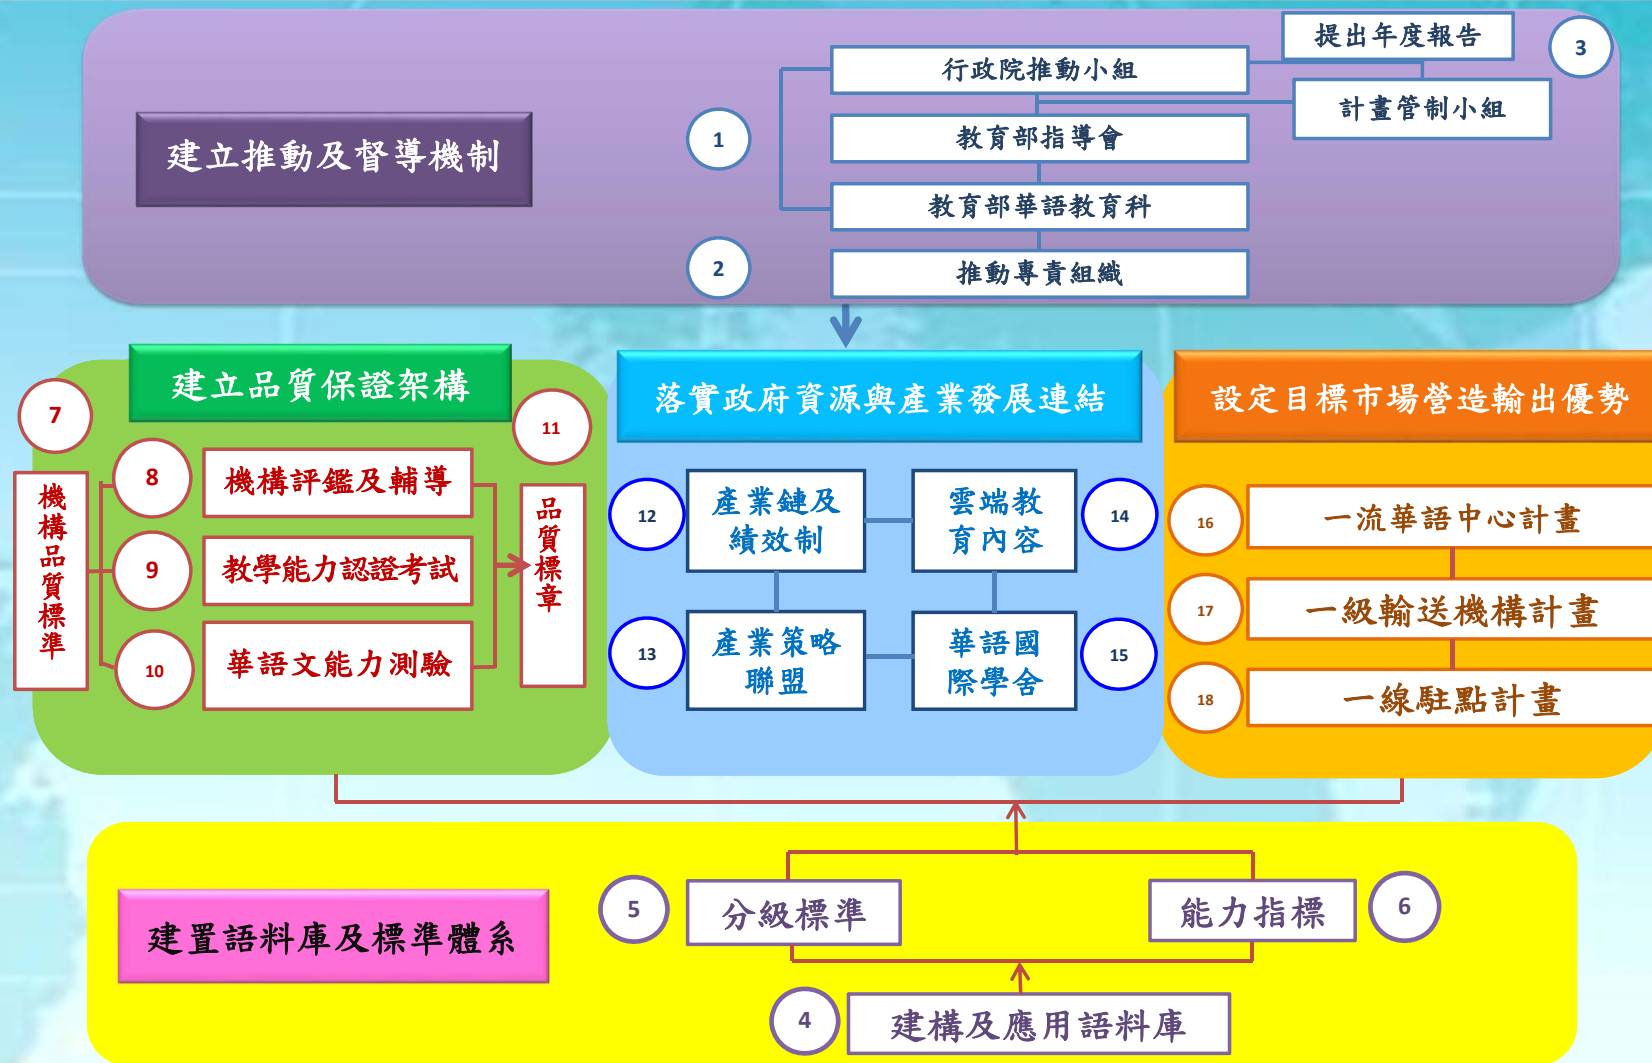 提出年度報告
3
行政院推動小組
計畫管制小組
1
教育部指導會
建立推動及督導機制
教育部華語教育科
2
推動專責組織
建立品質保證架構
7
11
8
機構評鑑及輔導
機構品質標準
9
教學能力認證考試
品質標章
10
華語文能力測驗
落實政府資源與產業發展連結
12
產業鏈及
績效制
雲端教
育內容
14
13
產業策略
聯盟
華語國
際學舍
15
設定目標市場營造輸出優勢
16
一流華語中心計畫
17
一級輸送機構計畫
18
一線駐點計畫
建置語料庫及標準體系
5
分級標準
能力指標
6
4
建構及應用語料庫